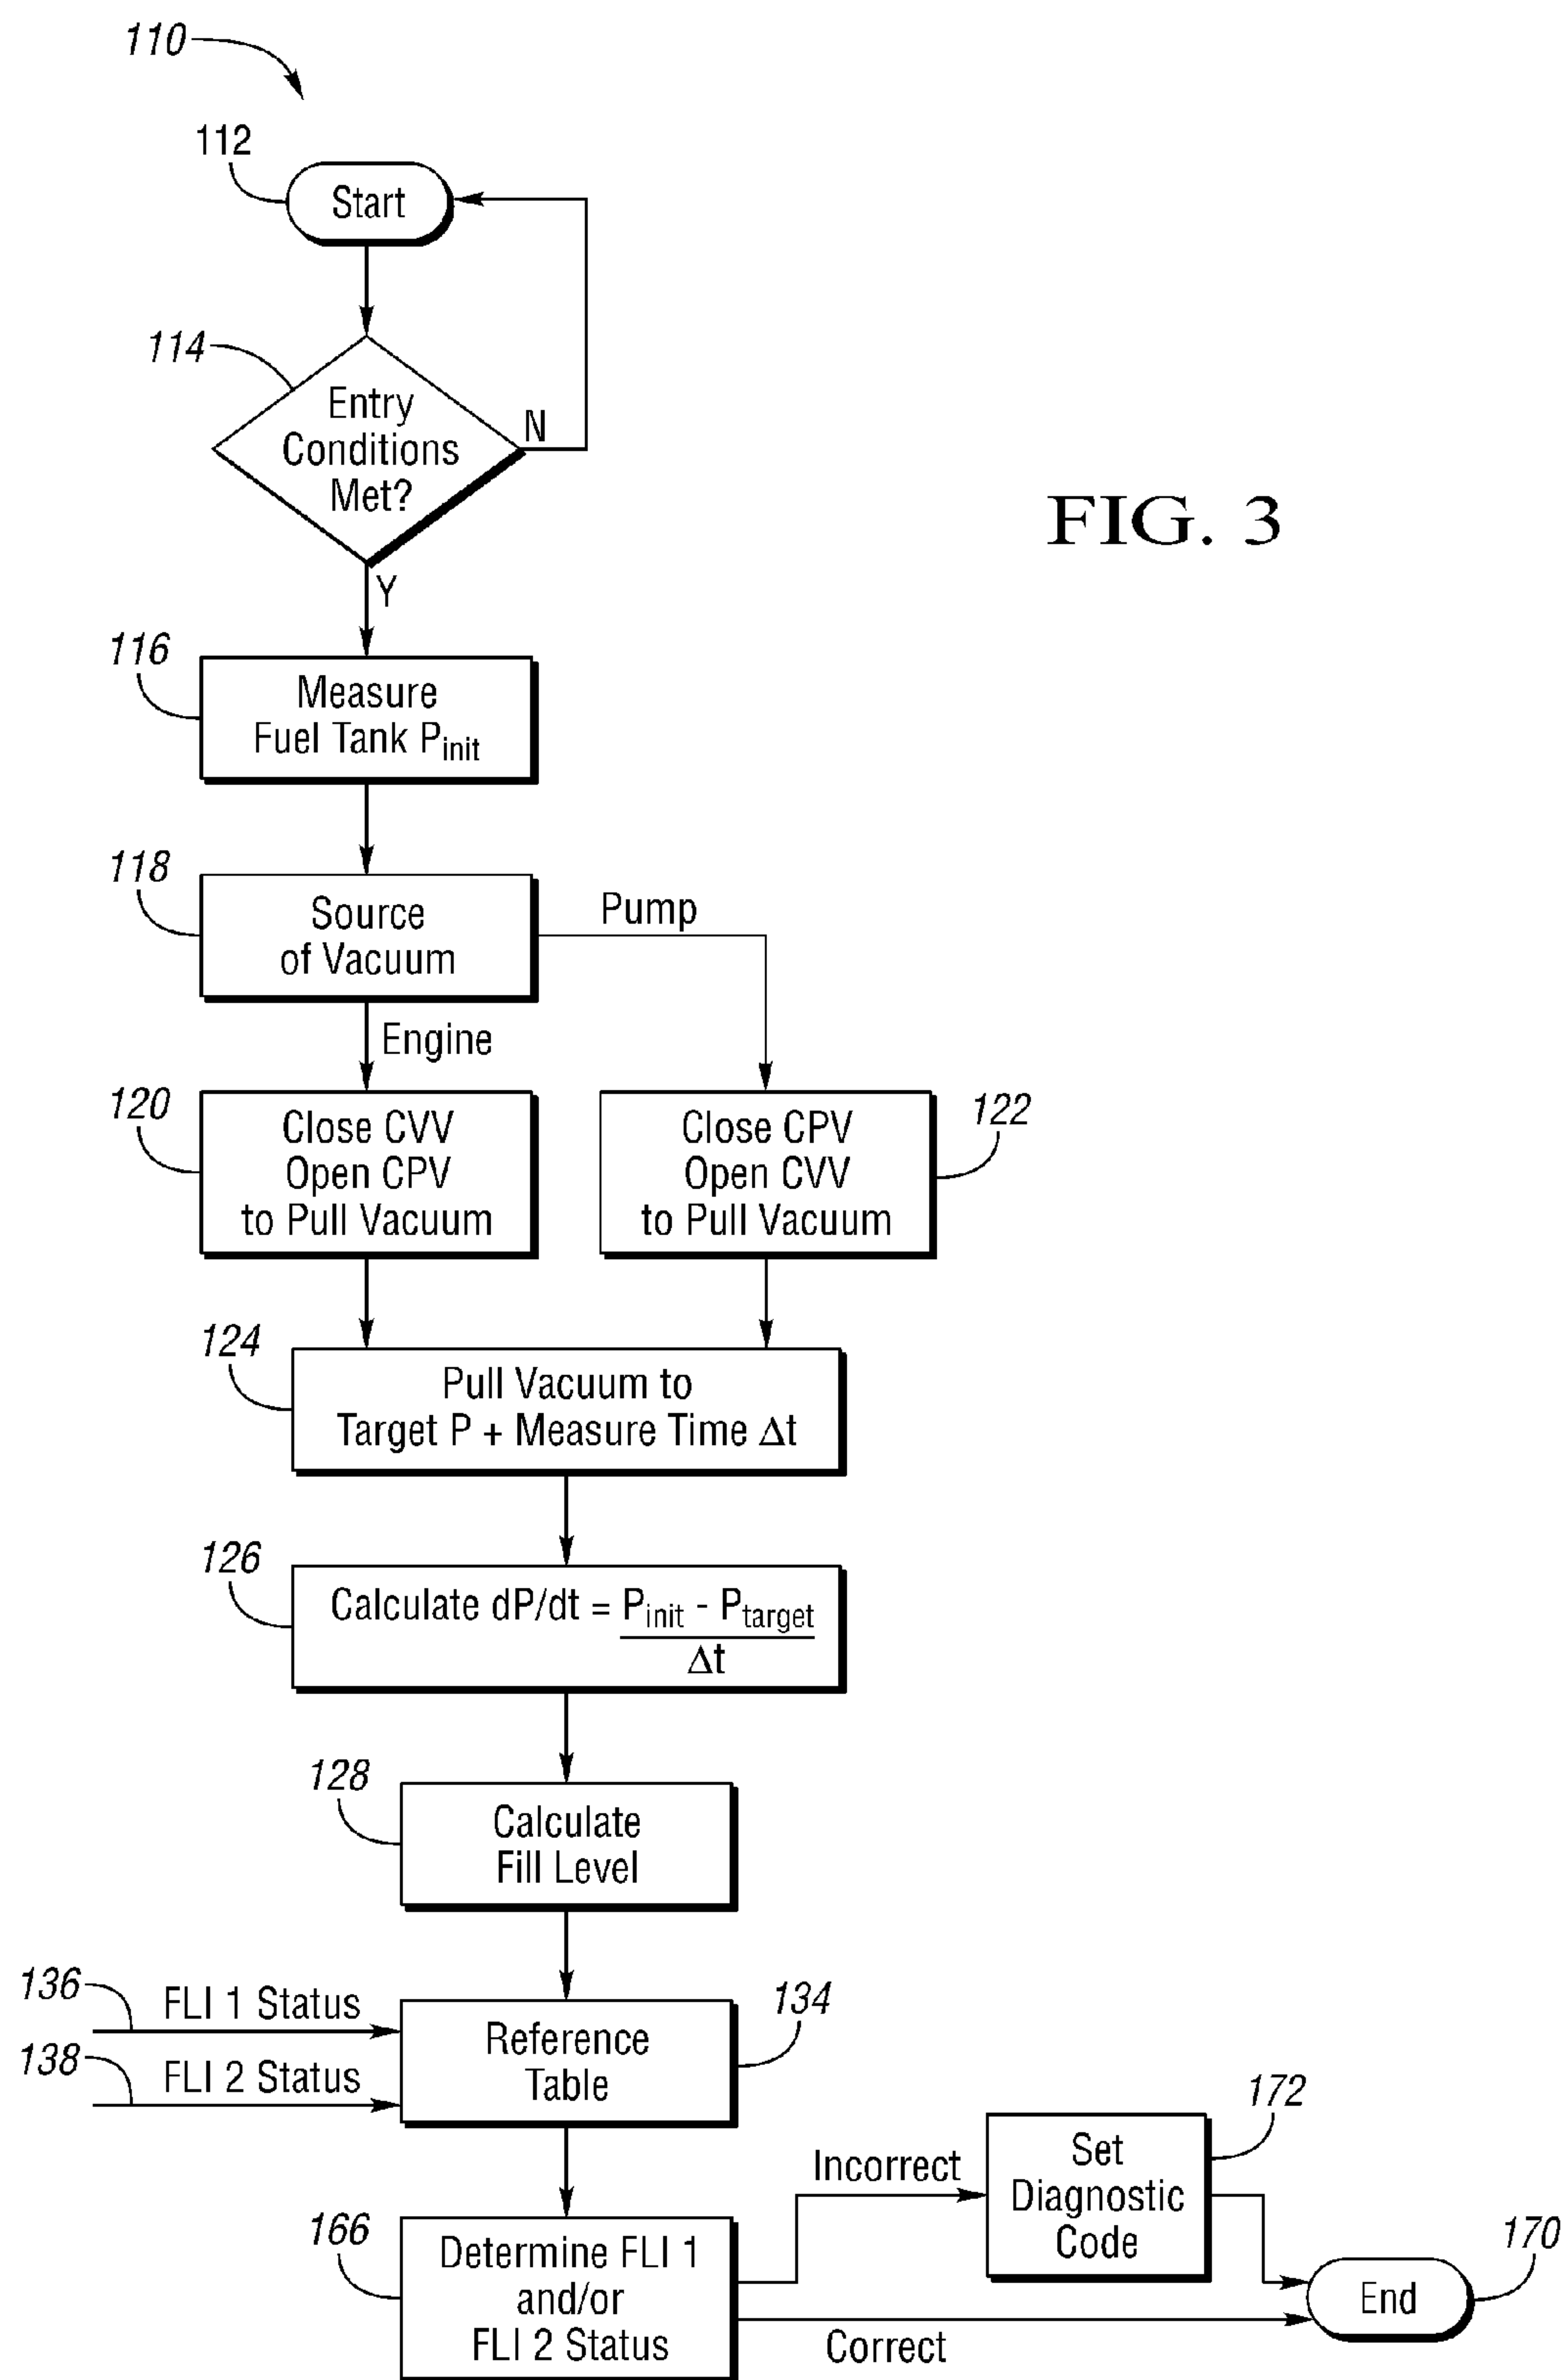 110
112
Start
114
Entry
Conditions
Met?
N
FIG. 3
Y
116
Measure
Fuel Tank Pinit
118
Source
of Vacuum
Pump
Engine
120
Close CVV
Open CPV
to Pull Vacuum
Close CPV
Open CVV
to Pull Vacuum
122
124
Pull Vacuum to
Target P + Measure Time Δt
126
Calculate dP/dt = Pinit - Ptarget
Δt
128
Calculate
Fill Level
136
FLI 1 Status
138
FLI 2 Status
Reference
Table
134
166
Determine FLI 1
and/or
FLI 2 Status
Incorrect
Correct
Set
Diagnostic
Code
172
End
170